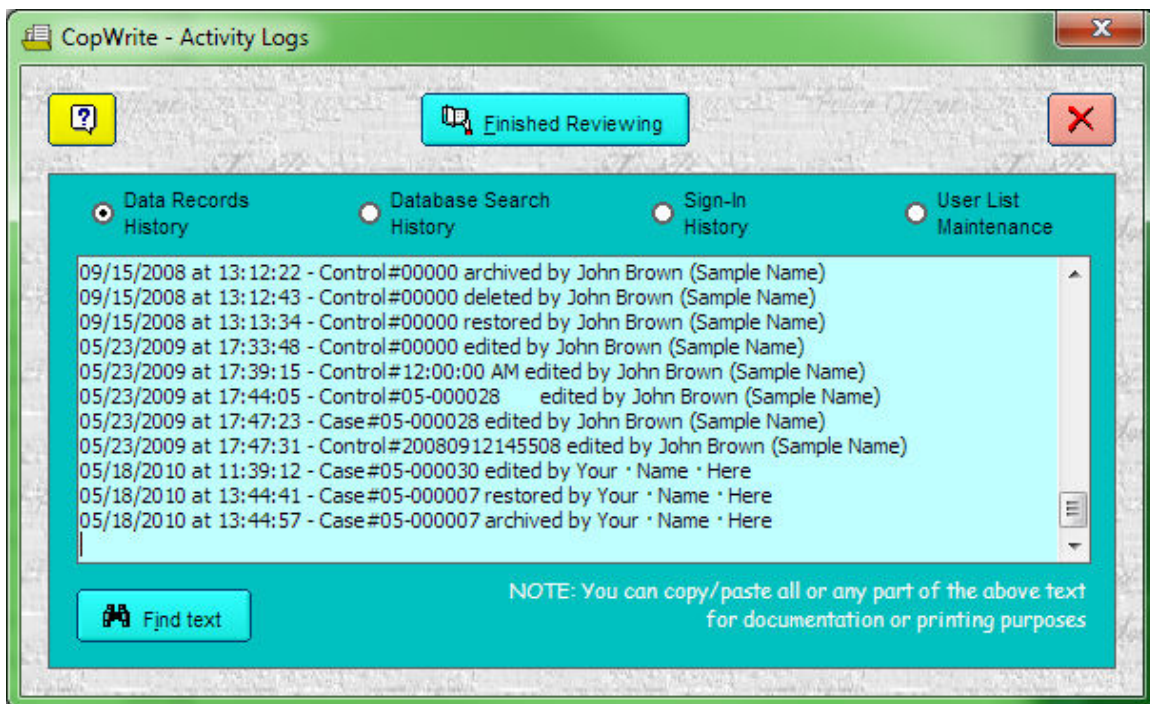 CopWrite - Activity Logs
Finished Reviewing
Data Records
History
Database Search
History
Sign-In
History
User List
Maintenance
09/15/2008 at 13:12:22 - Control#00000 archived by John Brown (Sample Name)
09/15/2008 at 13:12:43 - Control#00000 deleted by John Brown (Sample Name)
09/15/2008 at 13:13:34 - Control#00000 restored by John Brown (Sample Name)
05/23/2009 at 17:33:48 - Control#00000 edited by John Brown (Sample Name)
05/23/2009 at 17:39:15 - Control#12:00:00 AM edited by John Brown (Sample Name)
05/23/2009 at 17:44:05 - Control#05-000028      edited by John Brown (Sample Name)
05/23/2009 at 17:47:23 - Case#05-000028 edited by John Brown (Sample Name)
05/23/2009 at 17:47:31 - Control#20080912145508 edited by John Brown (Sample Name)
05/18/2010 at 11:39:12 - Case#05-000030 edited by Your · Name · Here
05/18/2010 at 13:44:41 - Case#05-000007 restored by Your · Name · Here
05/18/2010 at 13:44:57 - Case#05-000007 archived by Your · Name · Here
Find text
NOTE: You can copy/paste all or any part of the above text
for documentation or printing purposes